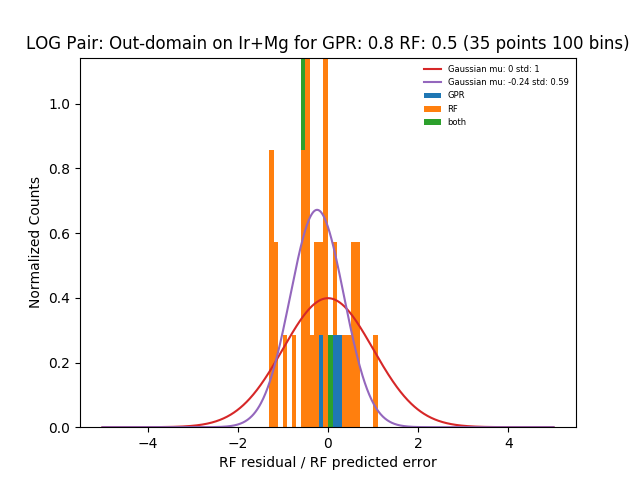 LOG Pair: Out-domain on Ir+Mg for GPR: 0.8 RF: 0.5 (35 points 100 bins)
Gaussian mu: 0 std: 1
Gaussian mu: -0.24 std: 0.59
GPR
RF
both
Normalized Counts
1.0
0.8
0.6
0.4
0.2
0.0
−4
−2
0
2
4
RF residual / RF predicted error